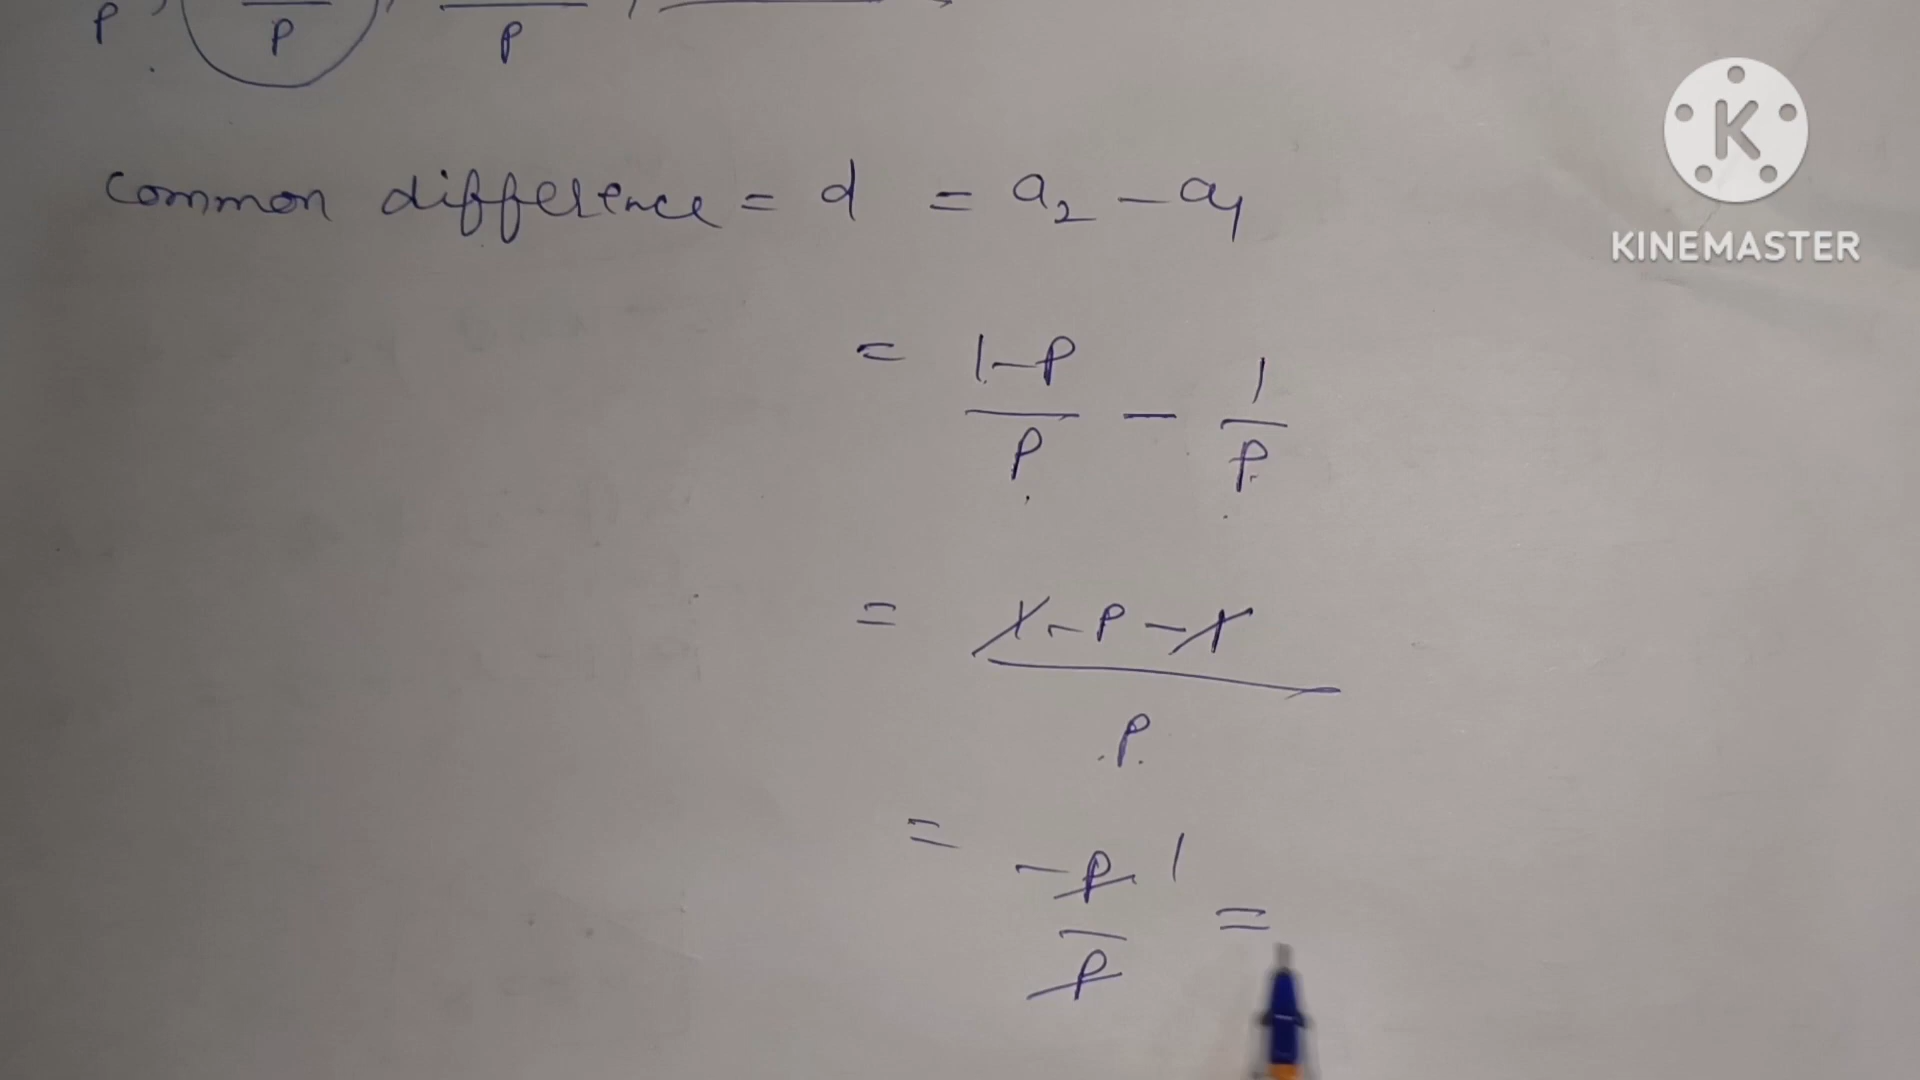 P , P , P ,
Common difference = d = a₂ - a₁
= 1-P/P - 1/P
= 1-P-1/P
= -P/P 1 =
K
KINEMASTER